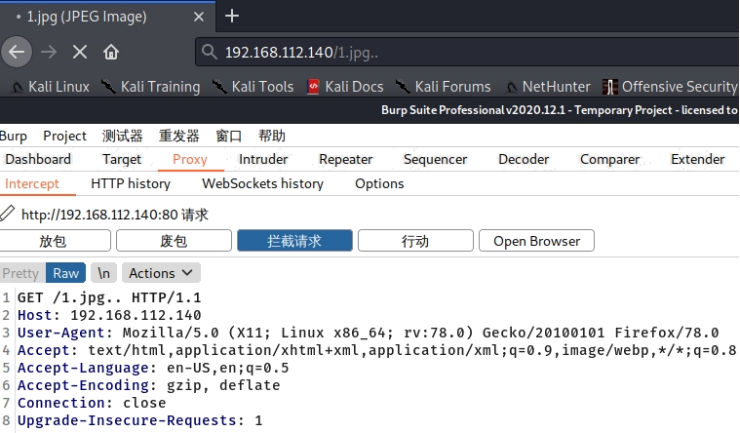 1.jpg (JPEG Image)
192.168.112.140/1.jpg..
Kali Linux Kali Training Kali Tools Kali Docs Kali Forums NetHunter Offensive Security
Burp Suite Professional v2020.12.1 - Temporary Project - licensed to
Burp Project 测试器 重发器 窗口 帮助
Dashboard Target Proxy Intruder Repeater Sequencer Decoder Comparer Extender
Intercept HTTP history WebSockets history Options
http://192.168.112.140:80 请求
放包 废包 拦截请求 行动 Open Browser
Pretty Raw \n Actions
1 GET /1.jpg.. HTTP/1.1
2 Host: 192.168.112.140
3 User-Agent: Mozilla/5.0 (X11; Linux x86_64; rv:78.0) Gecko/20100101 Firefox/78.0
4 Accept: text/html,application/xhtml+xml,application/xml;q=0.9,image/webp,*/*;q=0.8
5 Accept-Language: en-US,en;q=0.5
6 Accept-Encoding: gzip, deflate
7 Connection: close
8 Upgrade-Insecure-Requests: 1